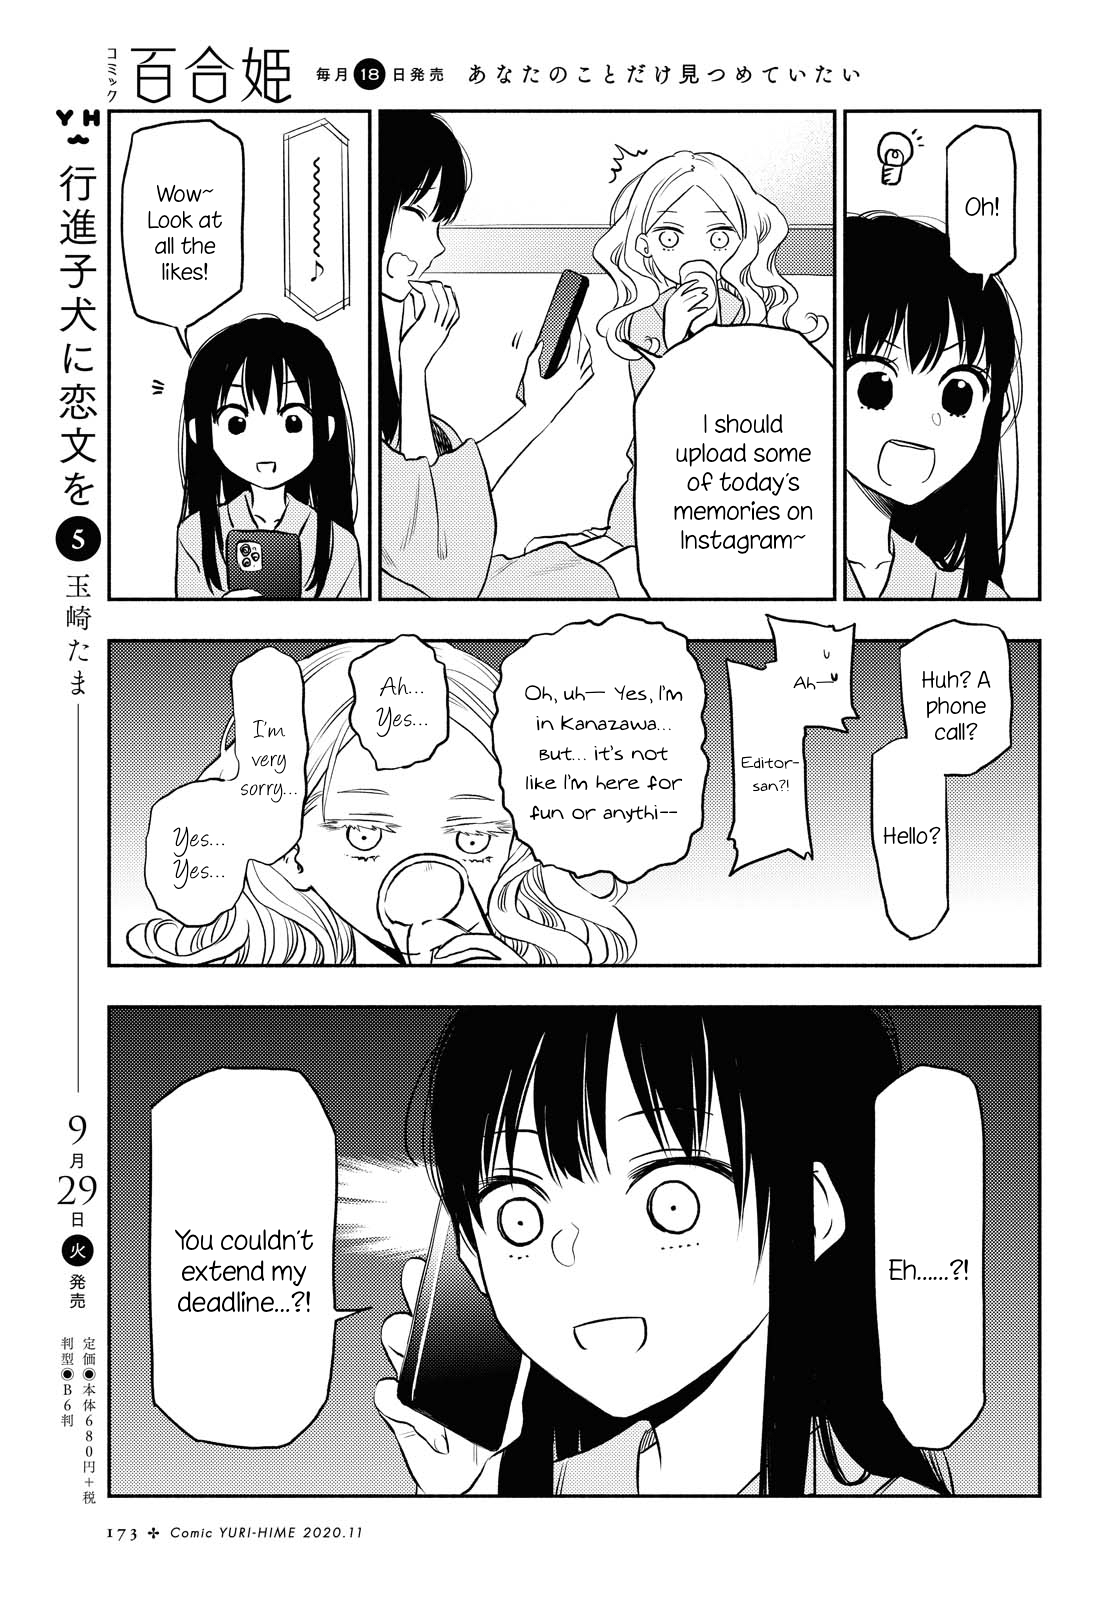 コミック
百合姫
毎月18日発売
あなたのことだけ見つめていたい
YH
行進子犬に恋文を
5
玉崎たま
9月29日
火
発売
定価◉本体680円+税
判型◉B6判
Oh!
I should
upload some
of today's
memories on
Instagram~
♪
Wow~
Look at
all the
likes!
Huh? A
phone
call?
Hello?
Ah—
Editor-
san?!
Oh, uh— Yes, I'm
in Kanazawa...
But... it's not
like I'm here for
fun or anythi--
Ah...
Yes...
I'm
very
sorry...
Yes...
Yes...
Eh......?!
You couldn't
extend my
deadline...?!
173 ✢ Comic YURI-HIME 2020.11